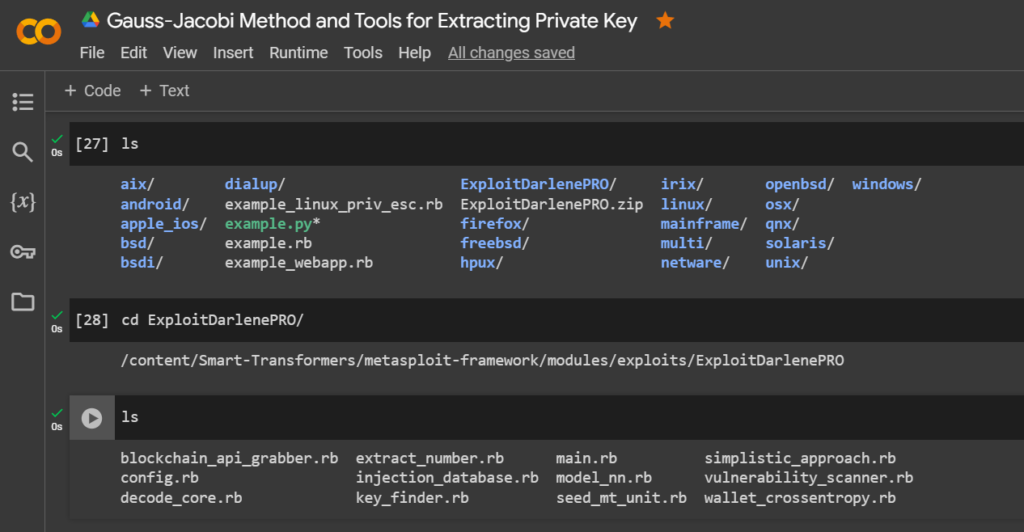 Gauss-Jacobi Method and Tools for Extracting Private Key
File Edit View Insert Runtime Tools Help All changes saved
+ Code + Text
[27] ls
0s
aix/ dialup/ ExploitDarlenePRO/ irix/ openbsd/ windows/
android/ example_linux_priv_esc.rb ExploitDarlenePRO.zip linux/ osx/
apple_ios/ example.py* firefox/ mainframe/ qnx/
bsd/ example.rb freebsd/ multi/ solaris/
bsdi/ example_webapp.rb hpux/ netware/ unix/
[28] cd ExploitDarlenePRO/
0s
/content/Smart-Transformers/metasploit-framework/modules/exploits/ExploitDarlenePRO
ls
0s
blockchain_api_grabber.rb extract_number.rb main.rb simplistic_approach.rb
config.rb injection_database.rb model_nn.rb vulnerability_scanner.rb
decode_core.rb key_finder.rb seed_mt_unit.rb wallet_crossentropy.rb